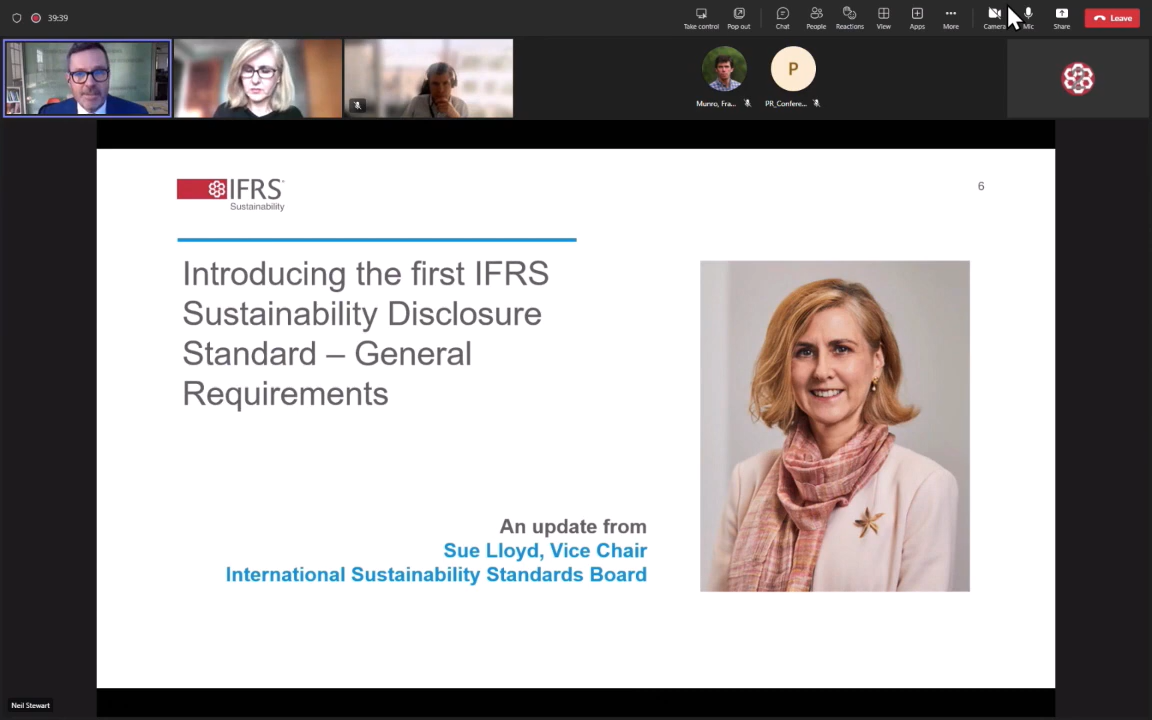 39:39
Take control
Pop out
Chat
People
Reactions
View
Apps
More
Camera
Mic
Share
Leave
Munro, Fra...
P
PR_Confere...
IFRS
Sustainability
6
Introducing the first IFRS
Sustainability Disclosure
Standard – General
Requirements
An update from
Sue Lloyd, Vice Chair
International Sustainability Standards Board
Neil Stewart